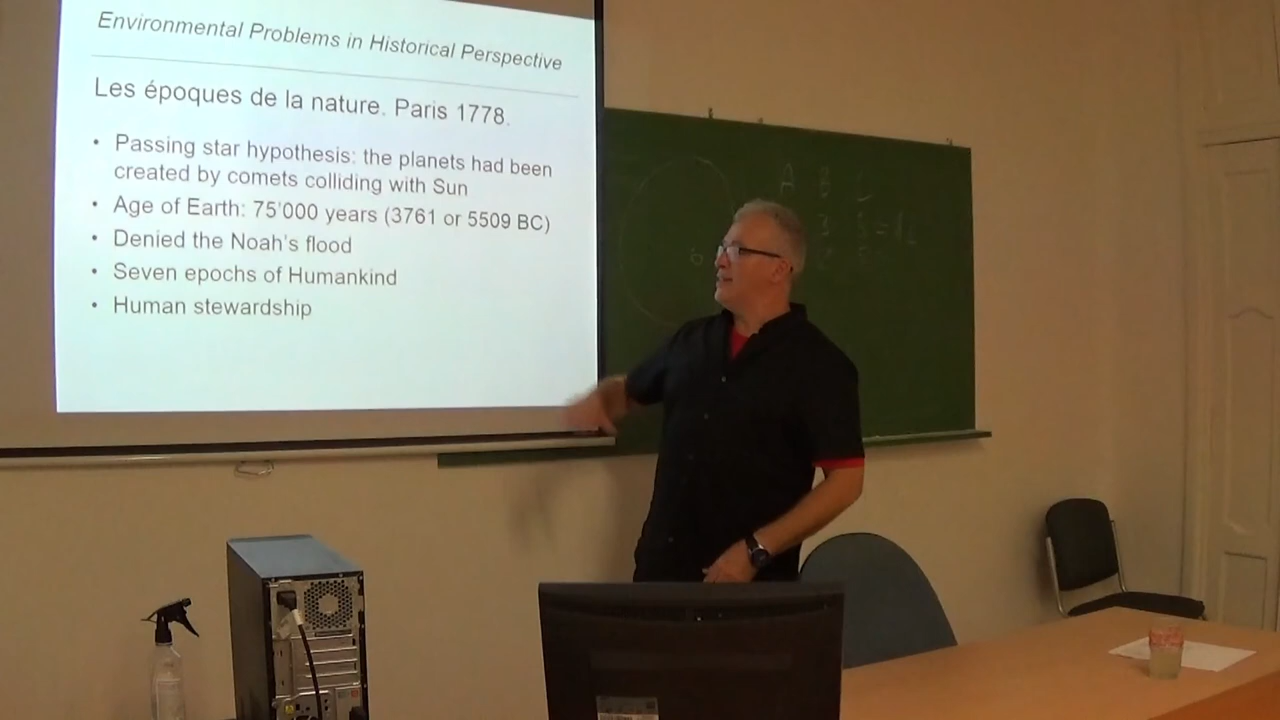 Environmental Problems in Historical Perspective
Les époques de la nature. Paris 1778.
• Passing star hypothesis: the planets had been
created by comets colliding with Sun
• Age of Earth: 75'000 years (3761 or 5509 BC)
• Denied the Noah's flood
• Seven epochs of Humankind
• Human stewardship
A B C